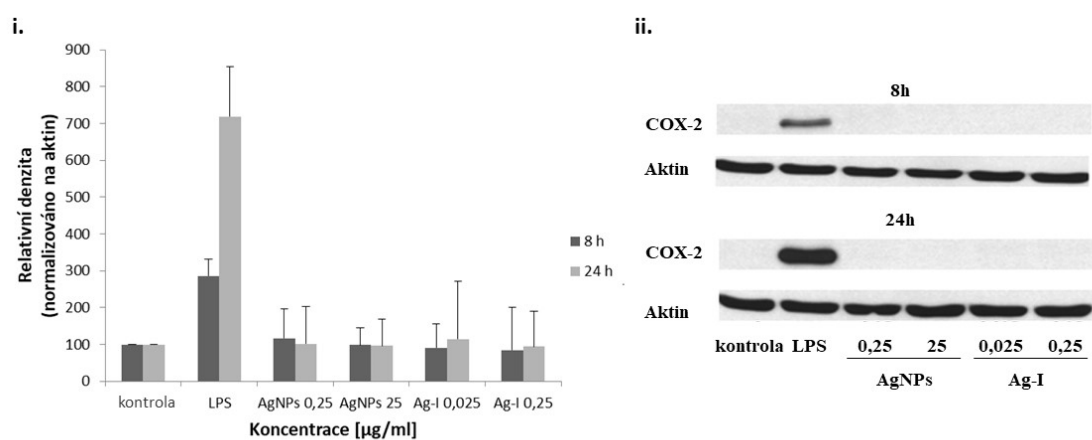 i.
900
800
700
600
500
400
300
200
100
0
Relativní denzita
(normalizováno na aktin)
kontrola LPS AgNPs 0,25 AgNPs 25 Ag-I 0,025 Ag-I 0,25
Koncentrace [µg/ml]
8 h
24 h
ii.
8h
COX-2
Aktin
24h
COX-2
Aktin
kontrola LPS 0,25 25 0,025 0,25
AgNPs Ag-I